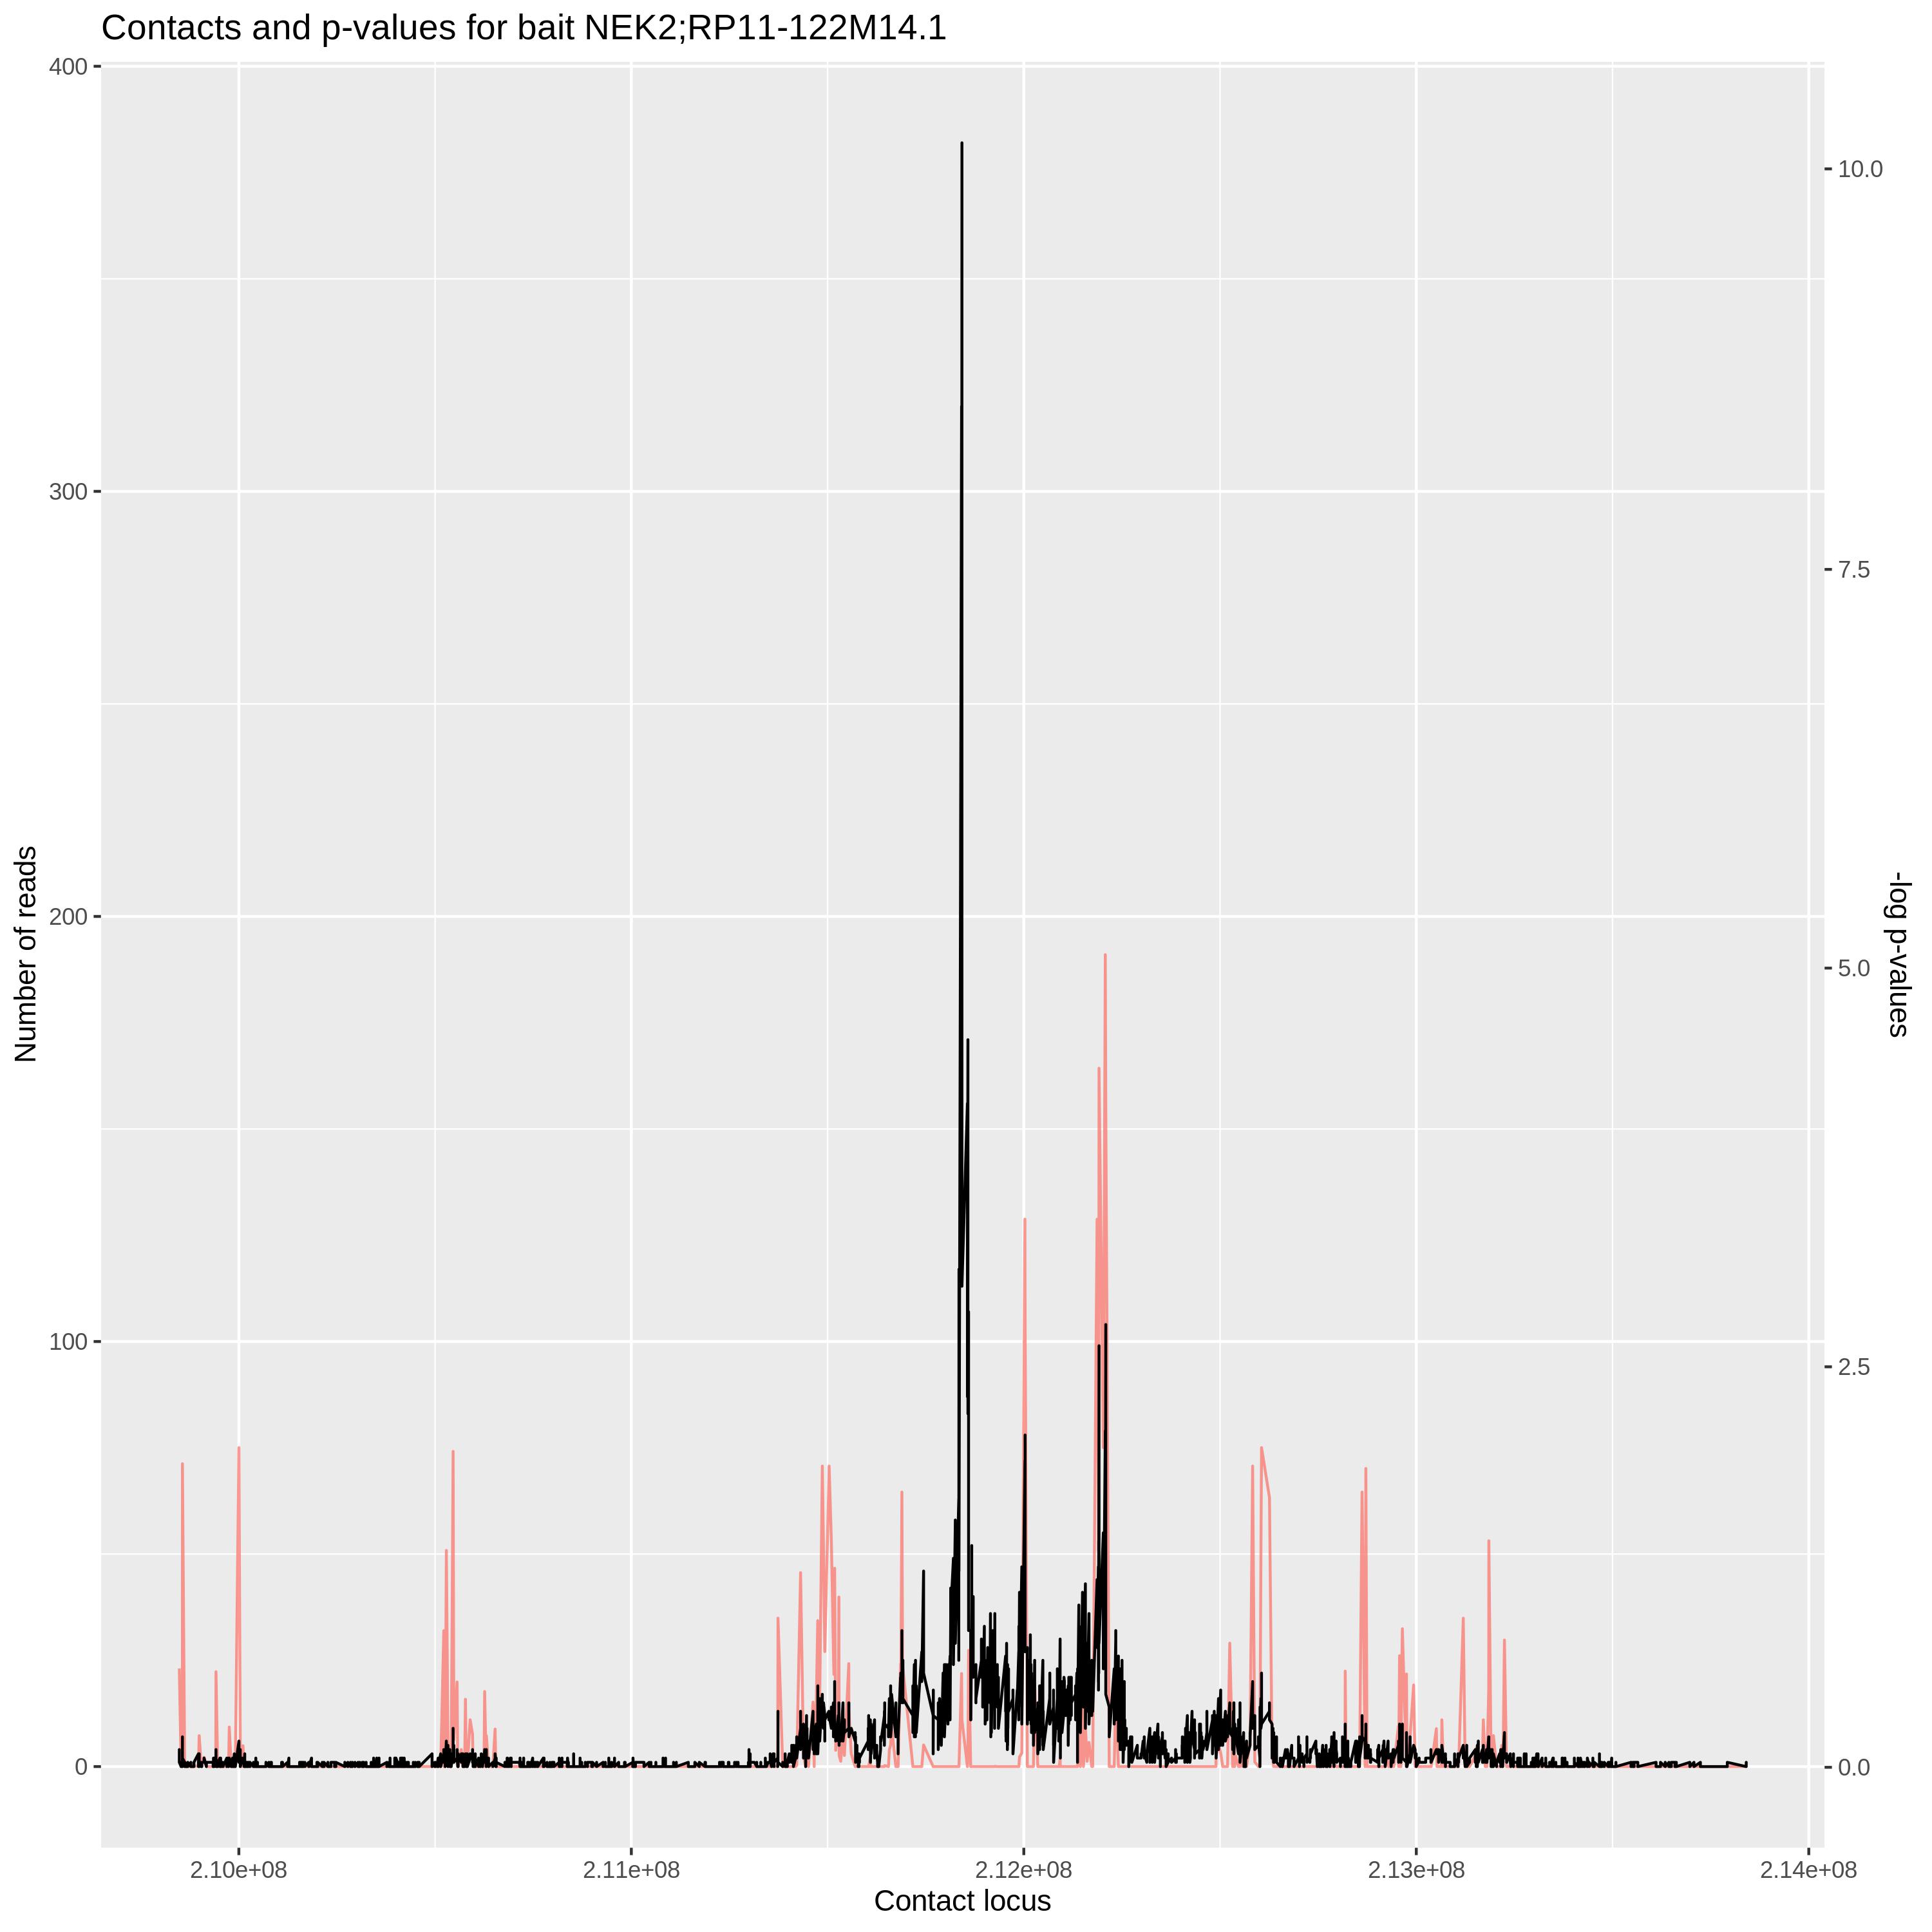 Contacts and p-values for bait NEK2;RP11-122M14.1
400
300
200
100
0
Number of reads
10.0
7.5
5.0
2.5
0.0
-log p-values
2.10e+08
2.11e+08
2.12e+08
2.13e+08
2.14e+08
Contact locus